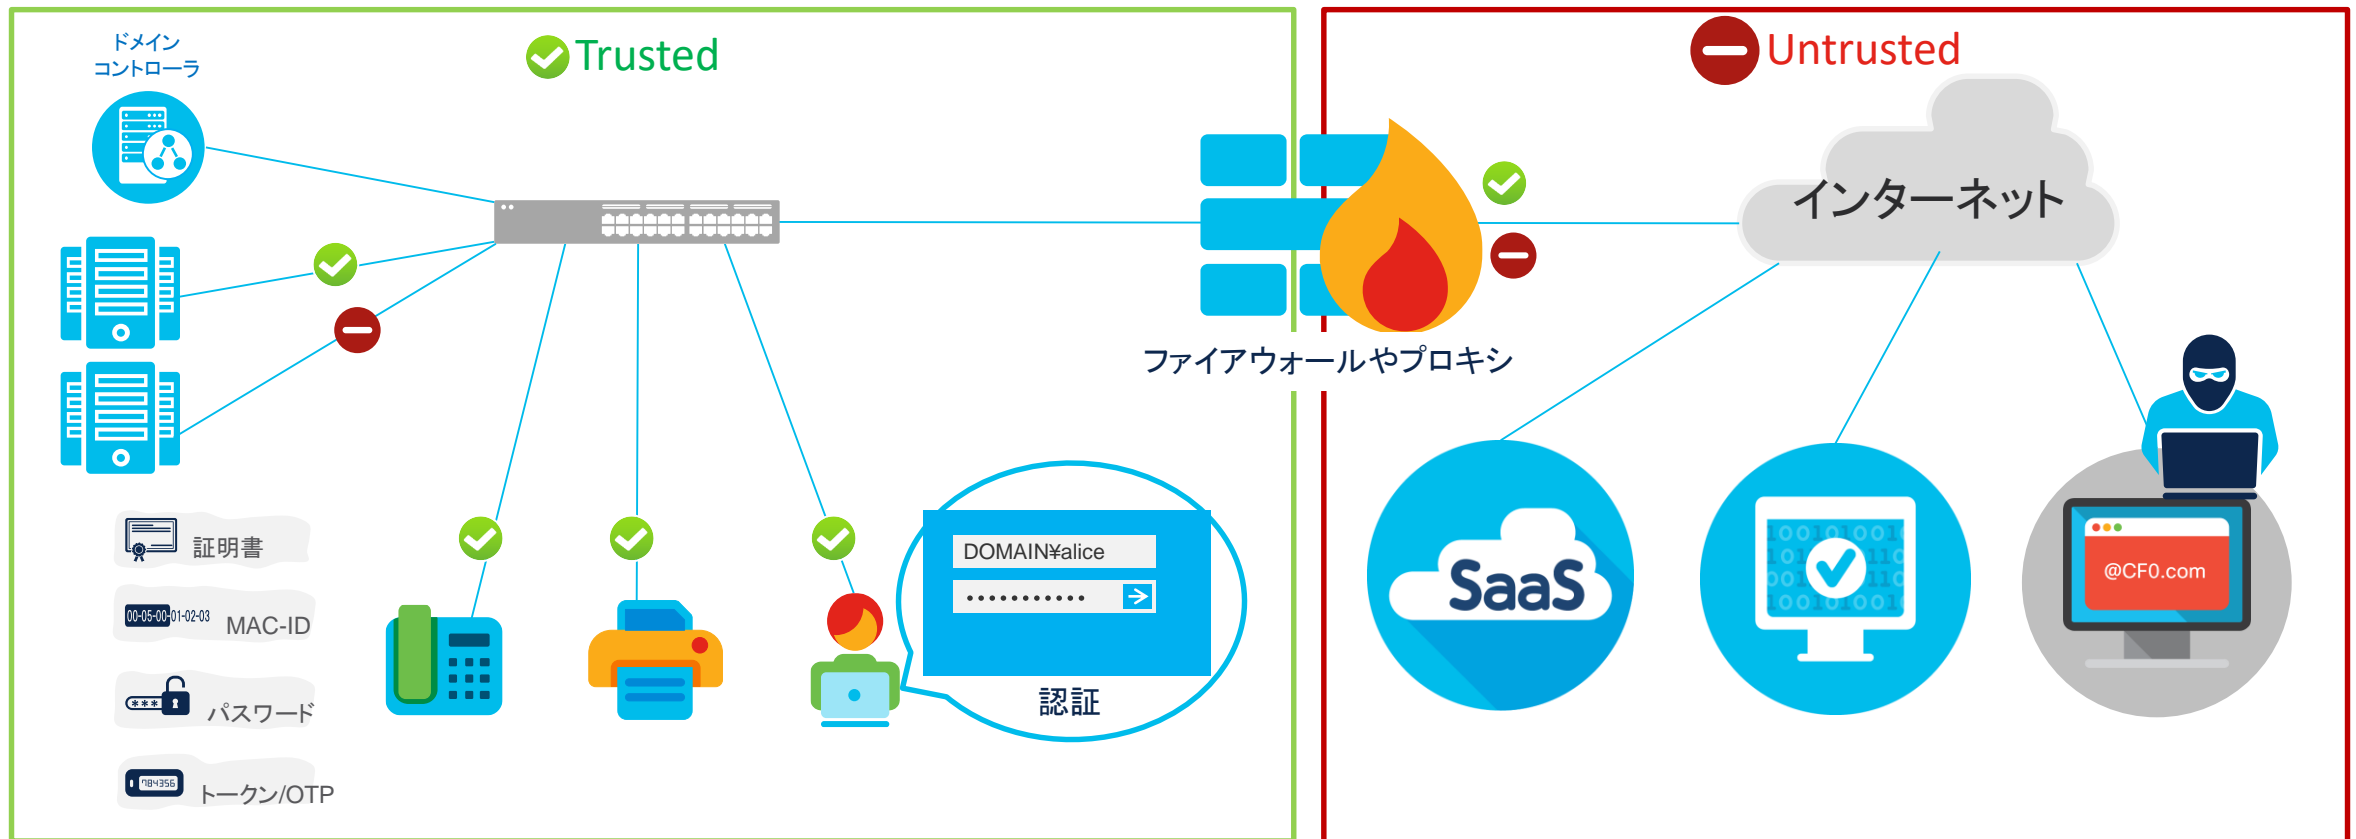 ドメイン
コントローラ
Trusted
Untrusted
インターネット
ファイアウォールやプロキシ
証明書
00-05-00-01-02-03
MAC-ID
***
パスワード
784356
トークン/OTP
DOMAIN¥alice
•••••••••••
認証
SaaS
@CF0.com